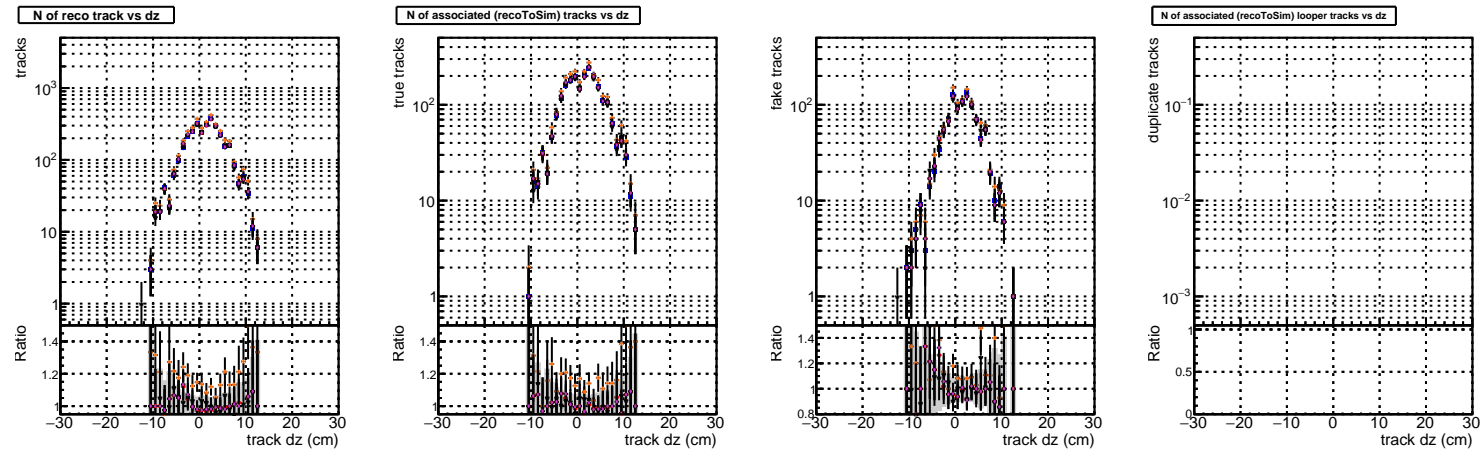 N of reco track vs dz
tracks
10³
10²
10
1
Ratio
1.4
1.2
1
−30 −20 −10 0 10 20 30
track dz (cm)
N of associated (recoToSim) tracks vs dz
true tracks
10²
10
1
Ratio
1.4
1.2
1
−30 −20 −10 0 10 20 30
track dz (cm)
fake tracks
10²
10
1
Ratio
1.4
1.2
1
0.8
−30 −20 −10 0 10 20 30
track dz (cm)
N of associated (recoToSim) looper tracks vs dz
duplicate tracks
10⁻¹
10⁻²
10⁻³
Ratio
1
0.5
0
−30 −20 −10 0 10 20 30
track dz (cm)